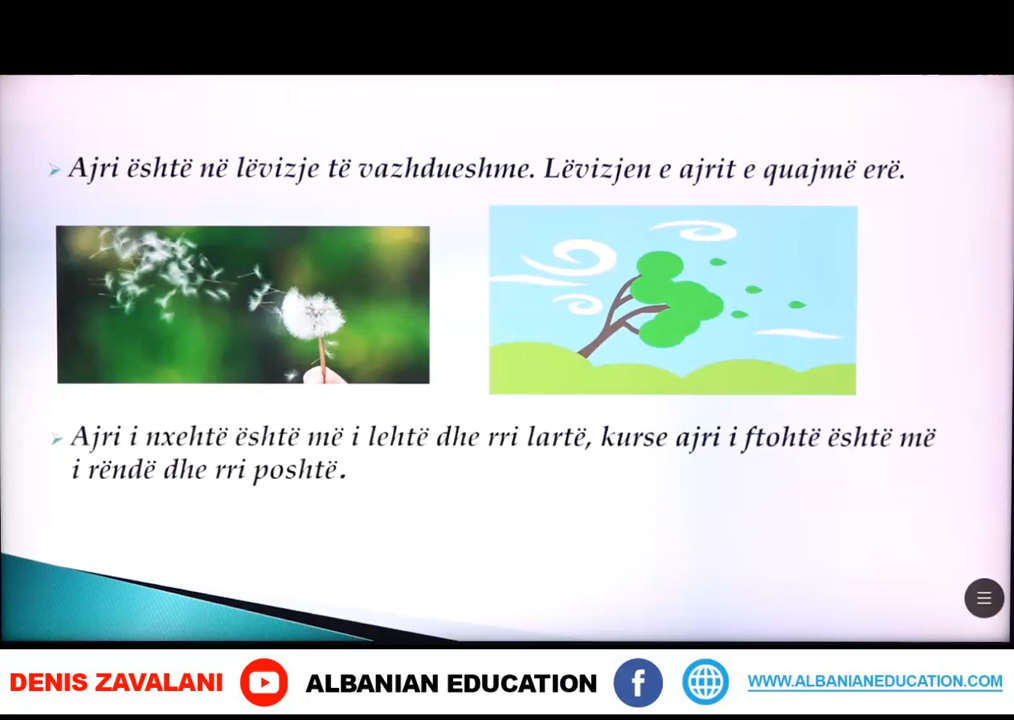 Ajri është në lëvizje të vazhdueshme. Lëvizjen e ajrit e quajmë erë.
Ajri i nxehtë është më i lehtë dhe rri lartë, kurse ajri i ftohtë është më
i rëndë dhe rri poshtë.
DENIS ZAVALANI ALBANIAN EDUCATION WWW.ALBANIANEDUCATION.COM